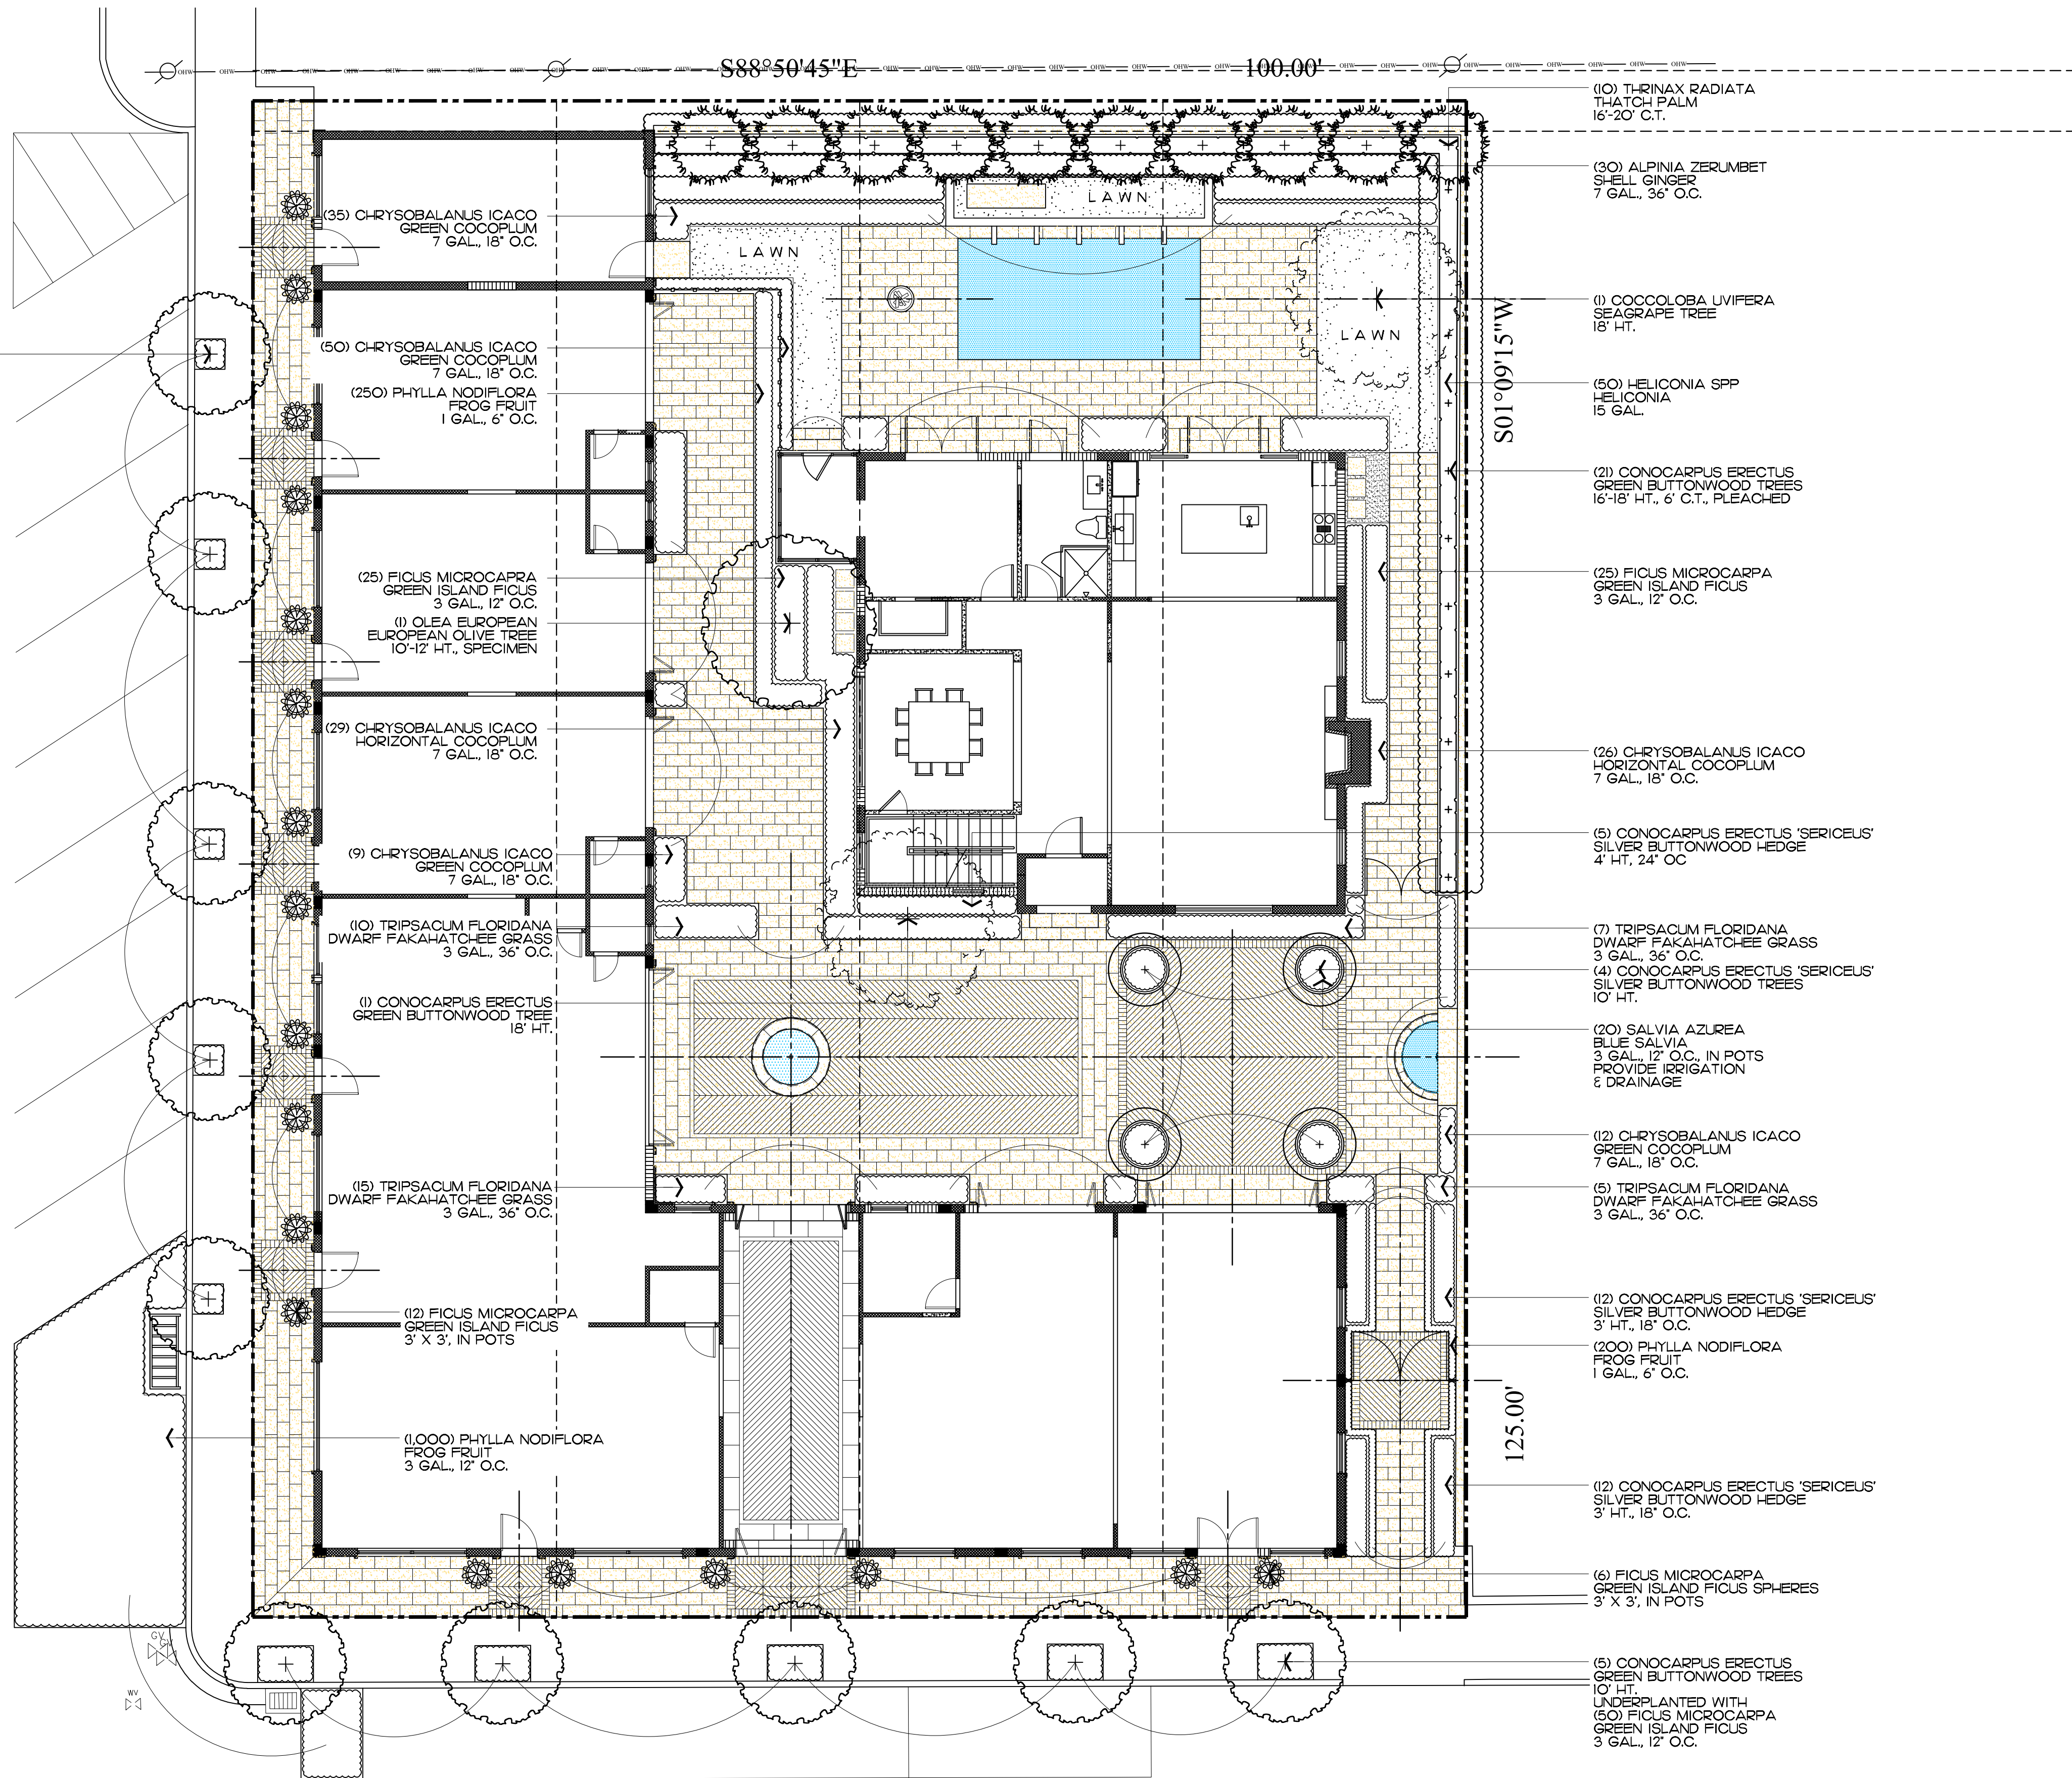 S88°50'45"E
100.00'
(10) THRINAX RADIATA
THATCH PALM
16'-20' C.T.
(30) ALPINIA ZERUMBET
SHELL GINGER
7 GAL., 36" O.C.
LAWN
(35) CHRYSOBALANUS ICACO
GREEN COCOPLUM
7 GAL., 18" O.C.
LAWN
(1) COCCOLOBA UVIFERA
SEAGRAPE TREE
18' HT.
LAWN
S01°09'15"W
(50) CHRYSOBALANUS ICACO
GREEN COCOPLUM
7 GAL., 18" O.C.
(250) PHYLLA NODIFLORA
FROG FRUIT
1 GAL., 6" O.C.
(50) HELICONIA SPP
HELICONIA
15 GAL.
(21) CONOCARPUS ERECTUS
GREEN BUTTONWOOD TREES
16'-18' HT., 6' C.T., PLEACHED
(25) FICUS MICROCAPRA
GREEN ISLAND FICUS
3 GAL., 12" O.C.
(1) OLEA EUROPEAN
EUROPEAN OLIVE TREE
10'-12' HT., SPECIMEN
(25) FICUS MICROCARPA
GREEN ISLAND FICUS
3 GAL., 12" O.C.
(29) CHRYSOBALANUS ICACO
HORIZONTAL COCOPLUM
7 GAL., 18" O.C.
(26) CHRYSOBALANUS ICACO
HORIZONTAL COCOPLUM
7 GAL., 18" O.C.
(9) CHRYSOBALANUS ICACO
GREEN COCOPLUM
7 GAL., 18" O.C.
(5) CONOCARPUS ERECTUS 'SERICEUS'
SILVER BUTTONWOOD HEDGE
4' HT, 24" OC
(10) TRIPSACUM FLORIDANA
DWARF FAKAHATCHEE GRASS
3 GAL., 36" O.C.
(7) TRIPSACUM FLORIDANA
DWARF FAKAHATCHEE GRASS
3 GAL., 36" O.C.
(4) CONOCARPUS ERECTUS 'SERICEUS'
SILVER BUTTONWOOD TREES
10' HT.
(1) CONOCARPUS ERECTUS
GREEN BUTTONWOOD TREE
18' HT.
(20) SALVIA AZUREA
BLUE SALVIA
3 GAL., 12" O.C., IN POTS
PROVIDE IRRIGATION
& DRAINAGE
(12) CHRYSOBALANUS ICACO
GREEN COCOPLUM
7 GAL., 18" O.C.
(15) TRIPSACUM FLORIDANA
DWARF FAKAHATCHEE GRASS
3 GAL., 36" O.C.
(5) TRIPSACUM FLORIDANA
DWARF FAKAHATCHEE GRASS
3 GAL., 36" O.C.
(12) FICUS MICROCARPA
GREEN ISLAND FICUS
3' X 3', IN POTS
(12) CONOCARPUS ERECTUS 'SERICEUS'
SILVER BUTTONWOOD HEDGE
3' HT., 18" O.C.
(200) PHYLLA NODIFLORA
FROG FRUIT
1 GAL., 6" O.C.
125.00'
(1,000) PHYLLA NODIFLORA
FROG FRUIT
3 GAL., 12" O.C.
(12) CONOCARPUS ERECTUS 'SERICEUS'
SILVER BUTTONWOOD HEDGE
3' HT., 18" O.C.
(6) FICUS MICROCARPA
GREEN ISLAND FICUS SPHERES
3' X 3', IN POTS
GV
WV
(5) CONOCARPUS ERECTUS
GREEN BUTTONWOOD TREES
10' HT.
UNDERPLANTED WITH
(50) FICUS MICROCARPA
GREEN ISLAND FICUS
3 GAL., 12" O.C.